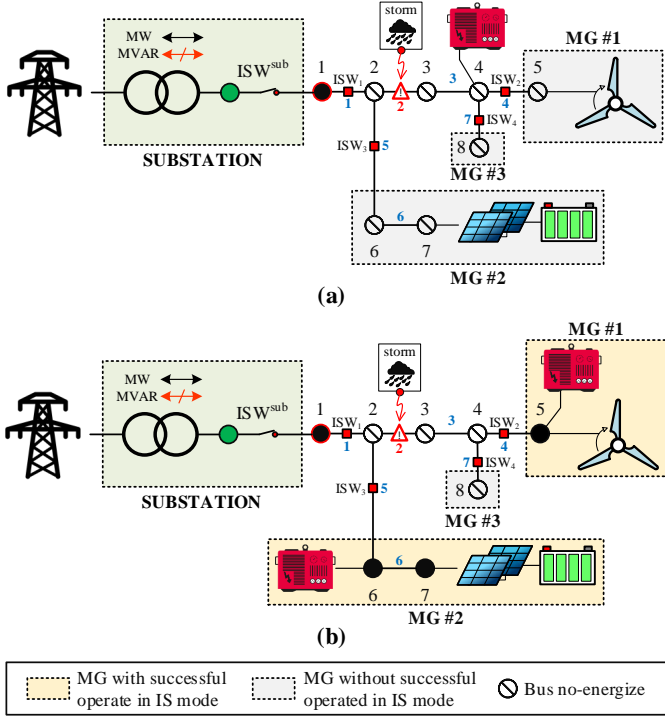 storm
MG #1
MW
MVAR
ISW^sub
1
ISW₁
2
3
3
4
ISW₂
5
1
2
4
7
ISW₄
ISW₃
5
8
MG #3
SUBSTATION
6
6
7
MG #2
(a)
storm
MG #1
MW
MVAR
ISW^sub
1
ISW₁
2
3
3
4
ISW₂
5
1
2
4
7
ISW₄
ISW₃
5
8
MG #3
SUBSTATION
6
6
7
MG #2
(b)
MG with successful
operate in IS mode
MG without successful
operated in IS mode
Bus no-energize